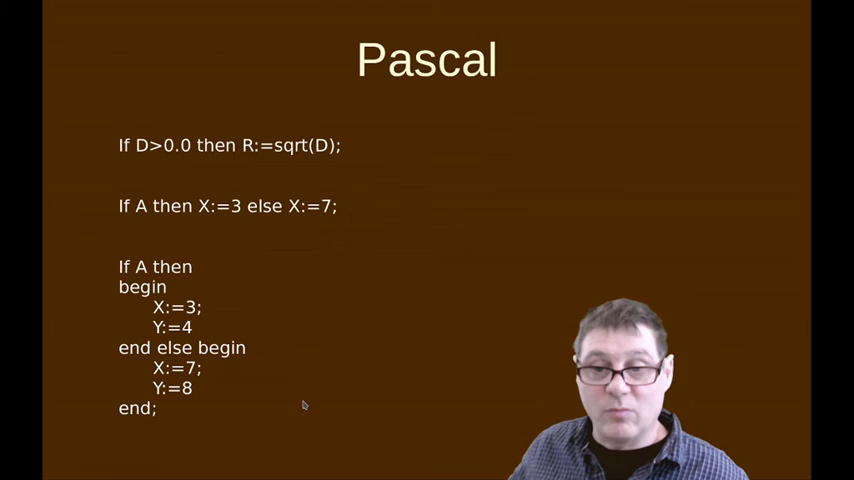 Pascal
If D>0.0 then R:=sqrt(D);
If A then X:=3 else X:=7;
If A then
begin
X:=3;
Y:=4
end else begin
X:=7;
Y:=8
end;